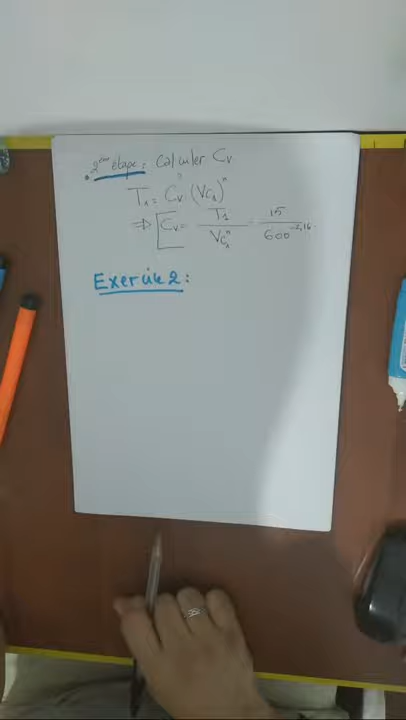 2ème étape: Calculer Cv
T1 = Cv (Vc1)^n
⇒ [Cv = T1 / Vc1^n = 15 / 600^-2,16
Exercice 2: